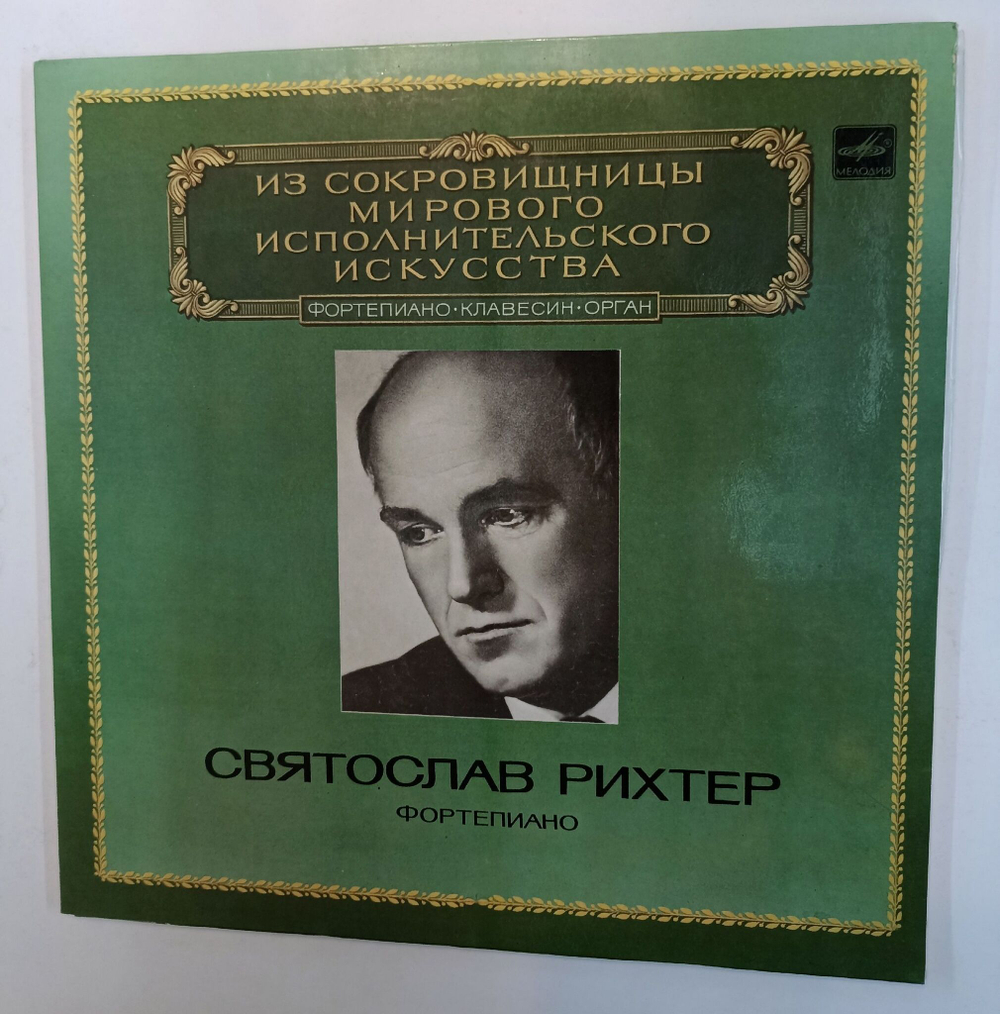 ИЗ СОКРОВИЩНИЦЫ
МИРОВОГО
ИСПОЛНИТЕЛЬСКОГО
ИСКУССТВА
ФОРТЕПИАНО·КЛАВЕСИН·ОРГАН
МЕЛОДИЯ
СВЯТОСЛАВ РИХТЕР
ФОРТЕПИАНО